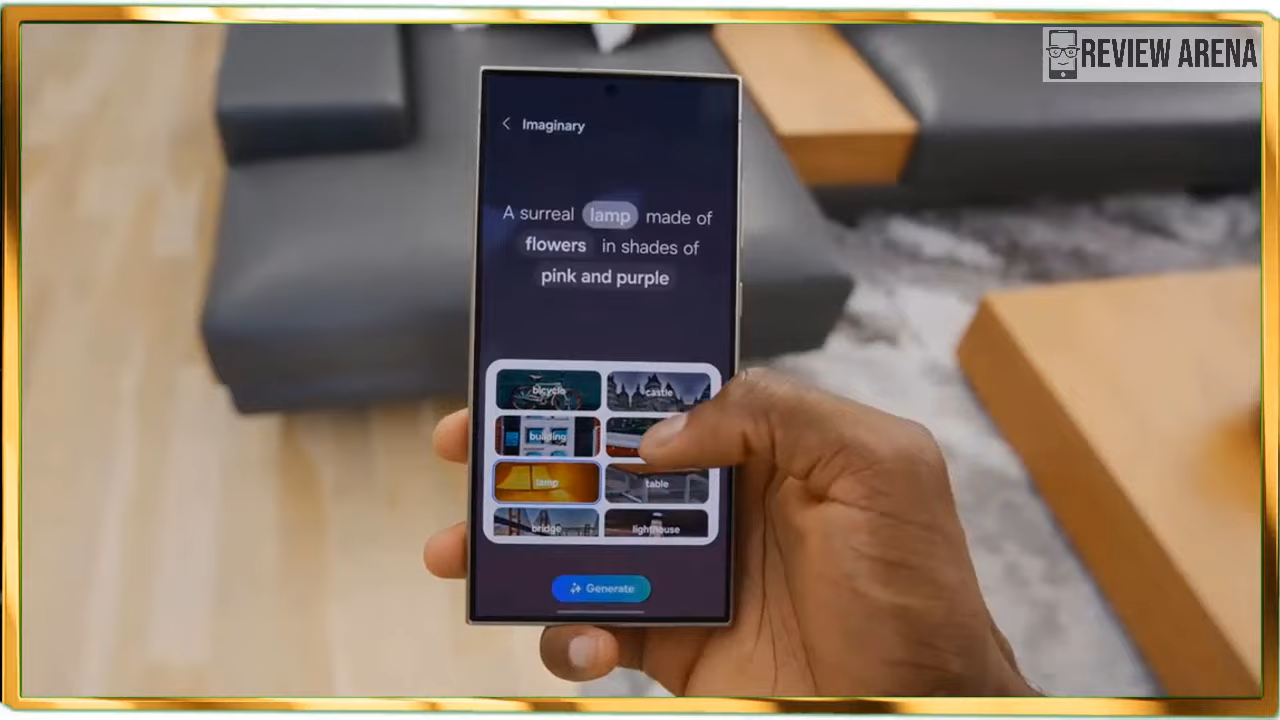 REVIEW ARENA
Imaginary
A surreal lamp made of
flowers in shades of
pink and purple
bicycle
castle
building
lamp
table
bridge
lighthouse
Generate